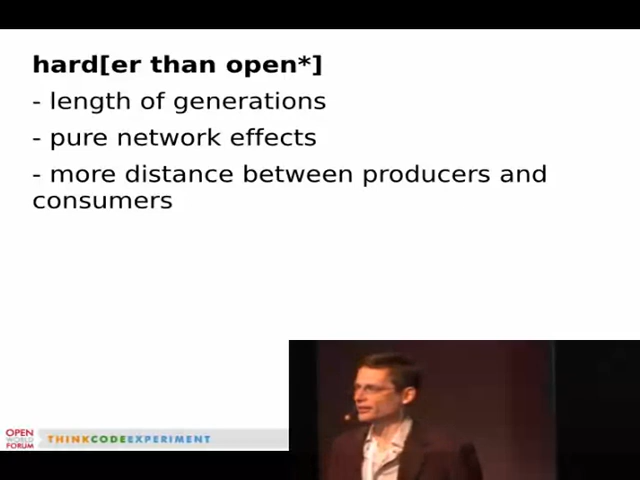 hard[er than open*]
- length of generations
- pure network effects
- more distance between producers and
consumers
OPEN
WORLD
FORUM
THINKCODEEXPERIMENT